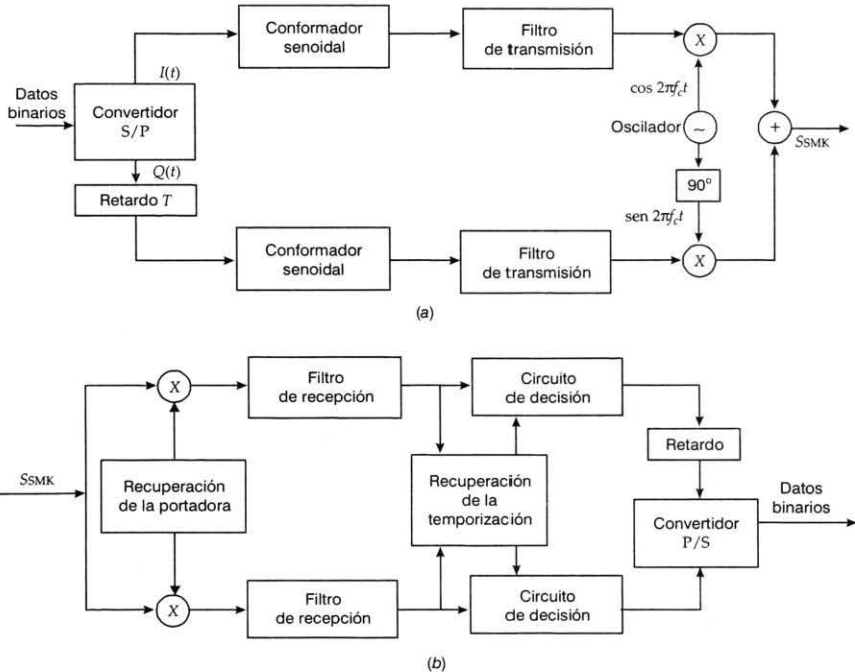 Conformador
senoidal
Filtro
de transmisión
X
I(t)
cos 2πf_ct
Datos
binarios
Convertidor
S/P
Oscilador
~
+
SSMK
Q(t)
90°
Retardo T
sen 2πf_ct
Conformador
senoidal
Filtro
de transmisión
X
(a)
X
Filtro
de recepción
Circuito
de decisión
Retardo
SSMK
Recuperación
de la portadora
Recuperación
de la
temporización
Datos
binarios
Convertidor
P/S
X
Filtro
de recepción
Circuito
de decisión
(b)